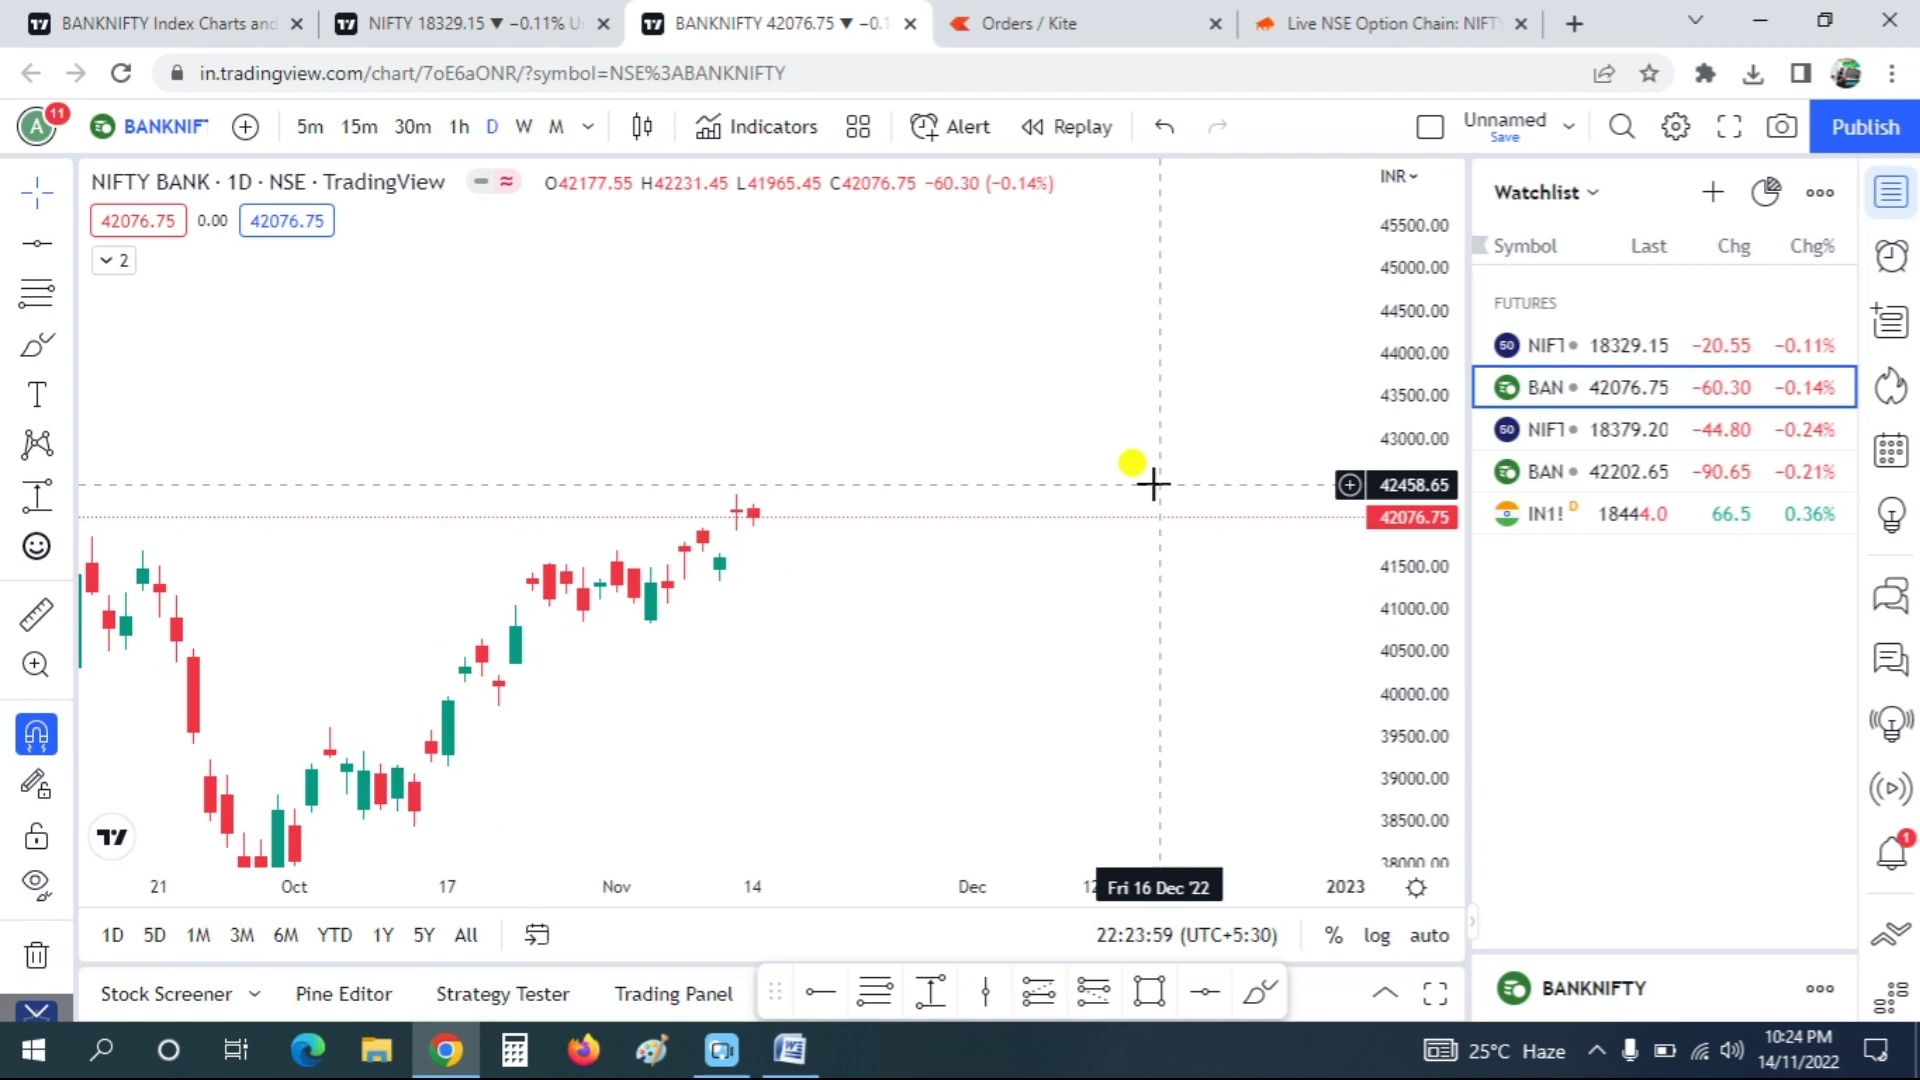 BANKNIFTY Index Charts and
NIFTY 18329.15 ▼ −0.11% U
BANKNIFTY 42076.75 ▼ −0.1
Orders / Kite
Live NSE Option Chain: NIFTY
in.tradingview.com/chart/7oE6aONR/?symbol=NSE%3ABANKNIFTY
A
11
BANKNIF
5m 15m 30m 1h D W M
Indicators
Alert
Replay
Unnamed
Save
Publish
NIFTY BANK · 1D · NSE · TradingView
O42177.55 H42231.45 L41965.45 C42076.75 −60.30 (−0.14%)
42076.75 0.00 42076.75
2
INR
45500.00
45000.00
44500.00
44000.00
43500.00
43000.00
42458.65
42076.75
41500.00
41000.00
40500.00
40000.00
39500.00
39000.00
38500.00
38000.00
21 Oct 17 Nov 14 Dec 12 Fri 16 Dec '22 2023
1D 5D 1M 3M 6M YTD 1Y 5Y All
22:23:59 (UTC+5:30) % log auto
Stock Screener Pine Editor Strategy Tester Trading Panel
Watchlist
Symbol Last Chg Chg%
FUTURES
50 NIFT 18329.15 −20.55 −0.11%
BAN 42076.75 −60.30 −0.14%
50 NIFT 18379.20 −44.80 −0.24%
BAN 42202.65 −90.65 −0.21%
IN1! D 18444.0 66.5 0.36%
BANKNIFTY
1
25°C Haze
10:24 PM
14/11/2022